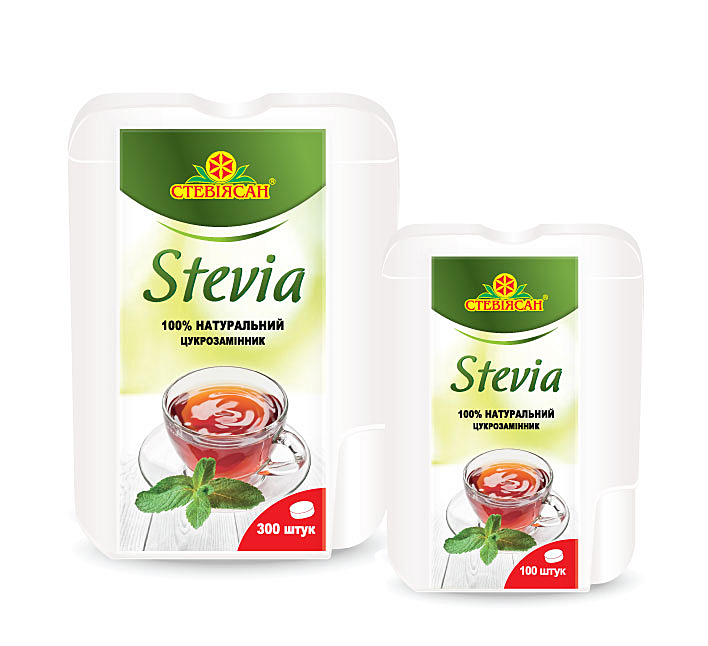 СТЕВІЯСАН®
Stevia
100% НАТУРАЛЬНИЙ
ЦУКРОЗАМІННИК
300 штук
СТЕВІЯСАН®
Stevia
100% НАТУРАЛЬНИЙ
ЦУКРОЗАМІННИК
100 штук